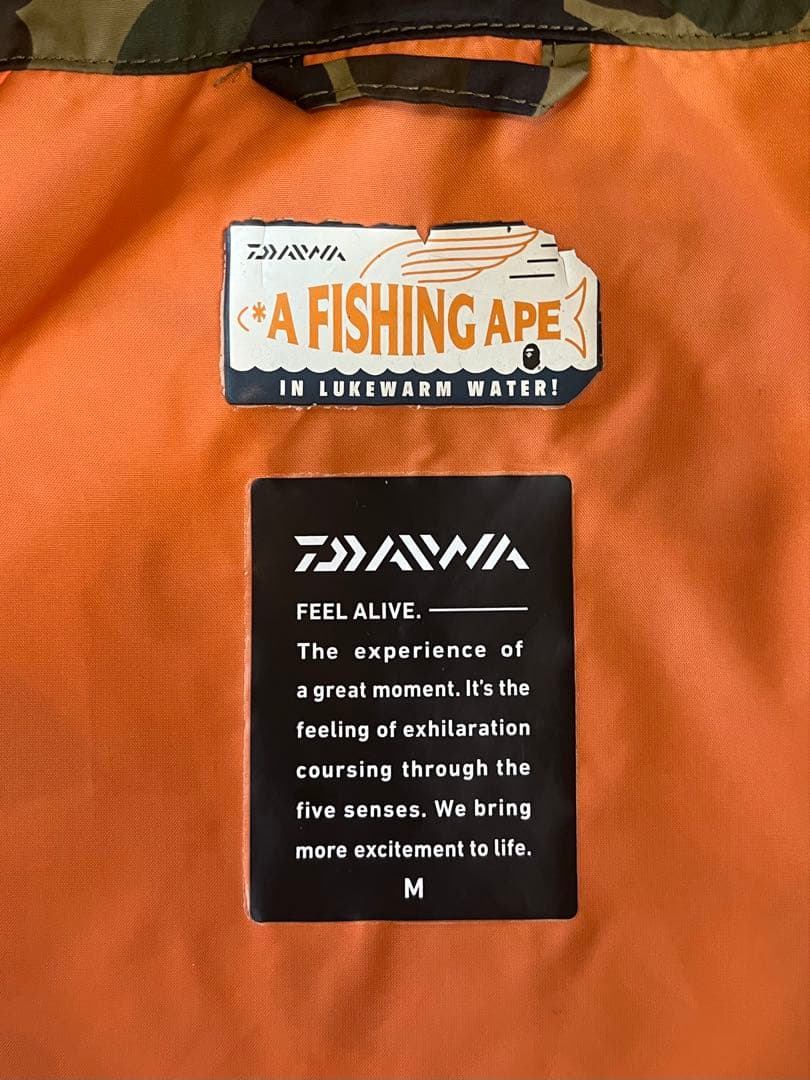 DAIWA
*A FISHING APE
IN LUKEWARM WATER!
DAIWA
FEEL ALIVE.
The experience of
a great moment. It's the
feeling of exhilaration
coursing through the
five senses. We bring
more excitement to life.
M